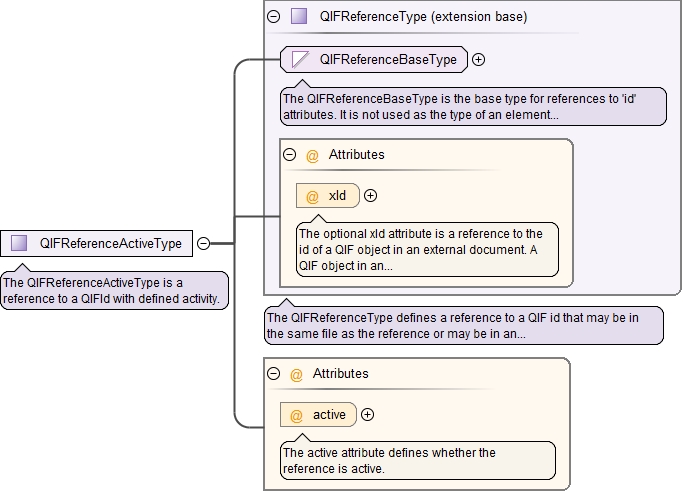 QIFReferenceType (extension base)
QIFReferenceBaseType
The QIFReferenceBaseType is the base type for references to 'id'
attributes. It is not used as the type of an element...
@ Attributes
@ xId
The optional xId attribute is a reference to the
id of a QIF object in an external document. A
QIF object in an...
QIFReferenceActiveType
The QIFReferenceActiveType is a
reference to a QIFId with defined activity.
The QIFReferenceType defines a reference to a QIF id that may be in
the same file as the reference or may be in an...
@ Attributes
@ active
The active attribute defines whether the
reference is active.